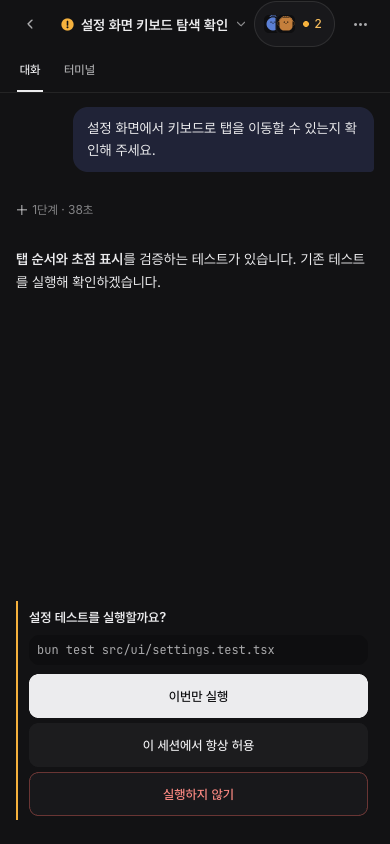 설정 화면 키보드 탐색 확인
2
대화
터미널
설정 화면에서 키보드로 탭을 이동할 수 있는지 확
인해 주세요.
1단계 · 38초
탭 순서와 초점 표시를 검증하는 테스트가 있습니다. 기존 테스트
를 실행해 확인하겠습니다.
설정 테스트를 실행할까요?
bun test src/ui/settings.test.tsx
이번만 실행
이 세션에서 항상 허용
실행하지 않기